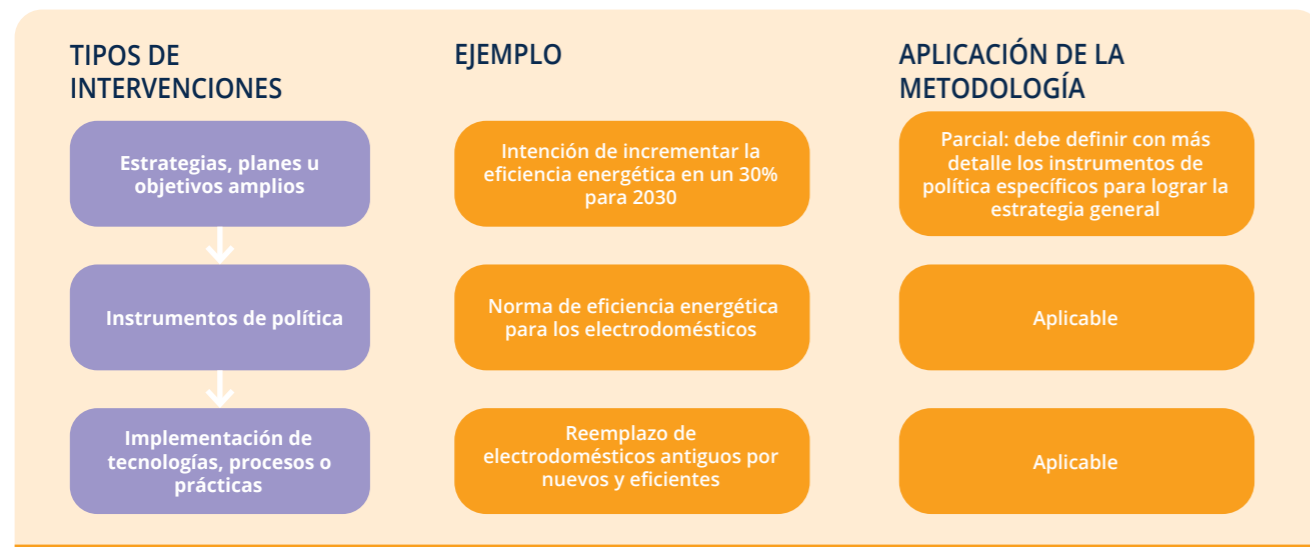 TIPOS DE
INTERVENCIONES
EJEMPLO
APLICACIÓN DE LA
METODOLOGÍA
Estrategias, planes u
objetivos amplios
Intención de incrementar la
eficiencia energética en un 30%
para 2030
Parcial: debe definir con más
detalle los instrumentos de
política específicos para lograr la
estrategia general
Instrumentos de política
Norma de eficiencia energética
para los electrodomésticos
Aplicable
Implementación de
tecnologías, procesos o
prácticas
Reemplazo de
electrodomésticos antiguos por
nuevos y eficientes
Aplicable